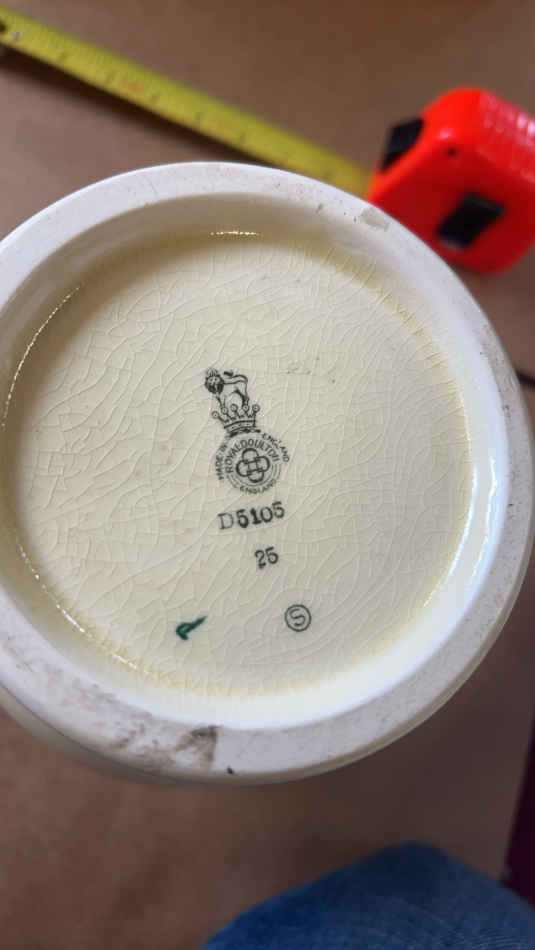 MADE IN ENGLAND
ROYAL DOULTON
ENGLAND
D5105
25
S